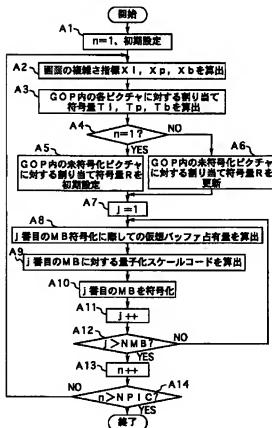 開始
A1
n=1、初期設定
A2
画面の複雑さ指標XI, Xp, Xbを算出
A3
GOP内の各ピクチャに対する割り当て
符号量TI, Tp, Tbを算出
A4
n=1?
NO
YES
A5
GOP内の未符号化ピクチャ
に対する割り当て符号量Rを
初期設定
A6
GOP内の未符号化ピクチャ
に対する割り当て符号量Rを
更新
A7
j=1
A8
j番目のMB符号化に際しての仮想バッファ占有量を算出
A9
j番目のMBに対する量子化スケールコードを算出
A10
j番目のMBを符号化
A11
j++
A12
j>NMB?
NO
YES
A13
n++
A14
NO
n>NPIC?
YES
終了